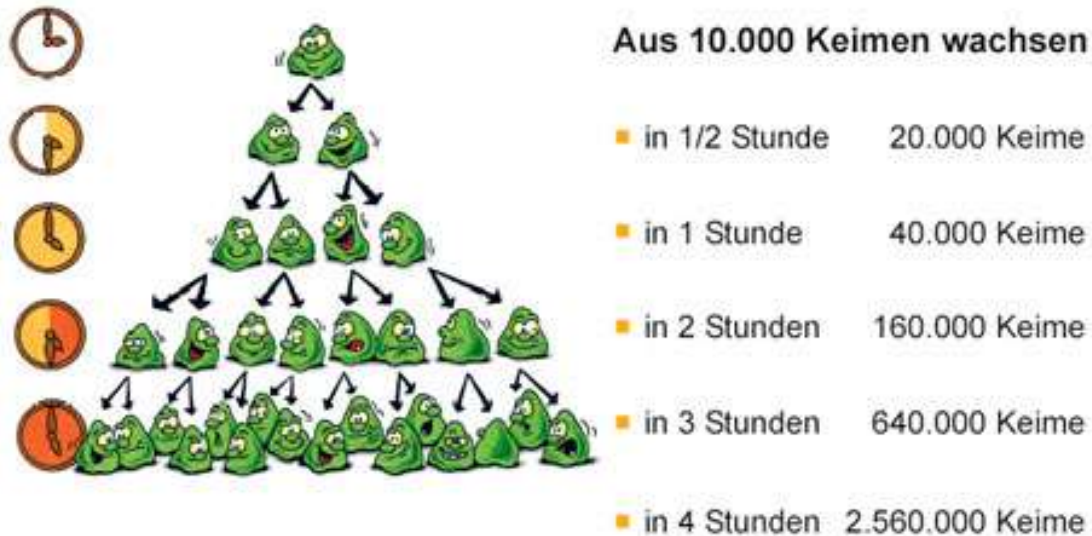 Aus 10.000 Keimen wachsen
in 1/2 Stunde 20.000 Keime
in 1 Stunde 40.000 Keime
in 2 Stunden 160.000 Keime
in 3 Stunden 640.000 Keime
in 4 Stunden 2.560.000 Keime